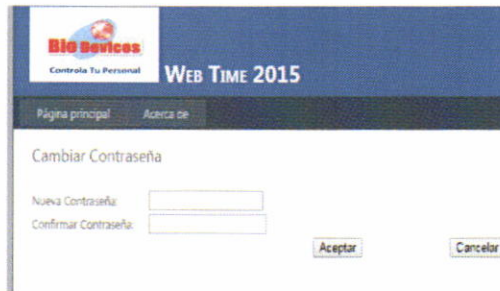 Bio Devices
Controla Tu Personal
WEB TIME 2015
Página principal Acerca de
Cambiar Contraseña
Nueva Contraseña:
Confirmar Contraseña:
Aceptar Cancelar